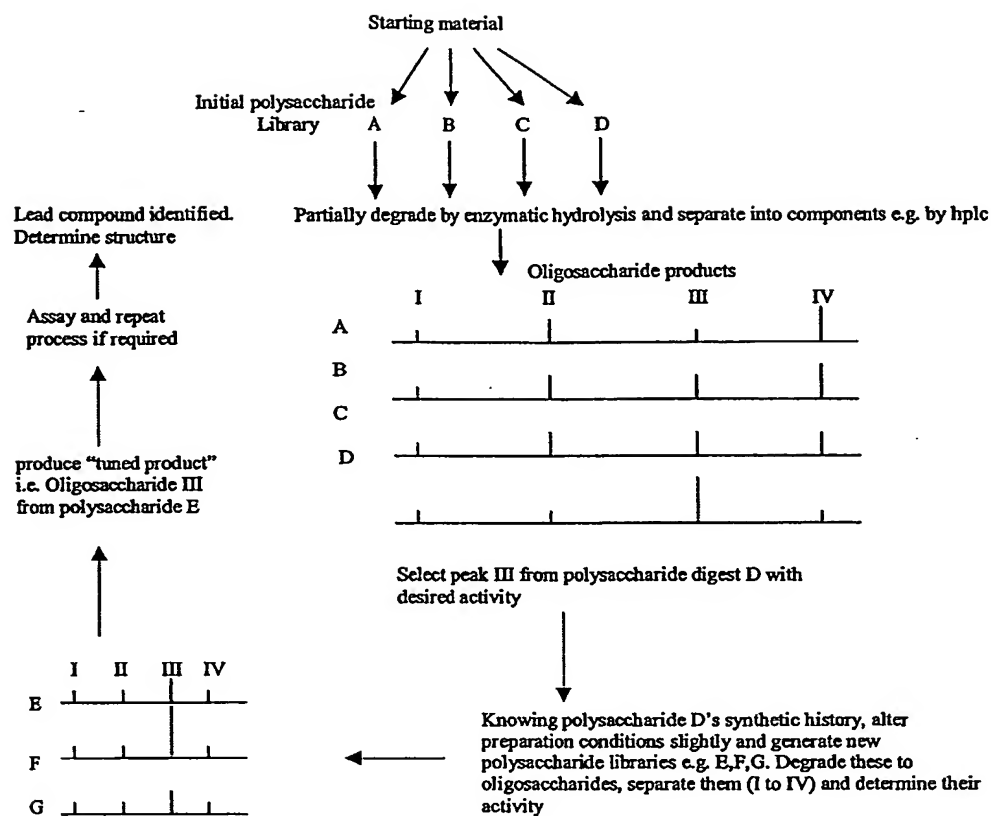 Starting material
Initial polysaccharide
Library
A B C D
Partially degrade by enzymatic hydrolysis and separate into components e.g. by hplc
Oligosaccharide products
I II III IV
A
B
C
D
Select peak III from polysaccharide digest D with
desired activity
Knowing polysaccharide D's synthetic history, alter
preparation conditions slightly and generate new
polysaccharide libraries e.g. E,F,G. Degrade these to
oligosaccharides, separate them (I to IV) and determine their
activity
I II III IV
E
F
G
produce "tuned product"
i.e. Oligosaccharide III
from polysaccharide E
Assay and repeat
process if required
Lead compound identified.
Determine structure